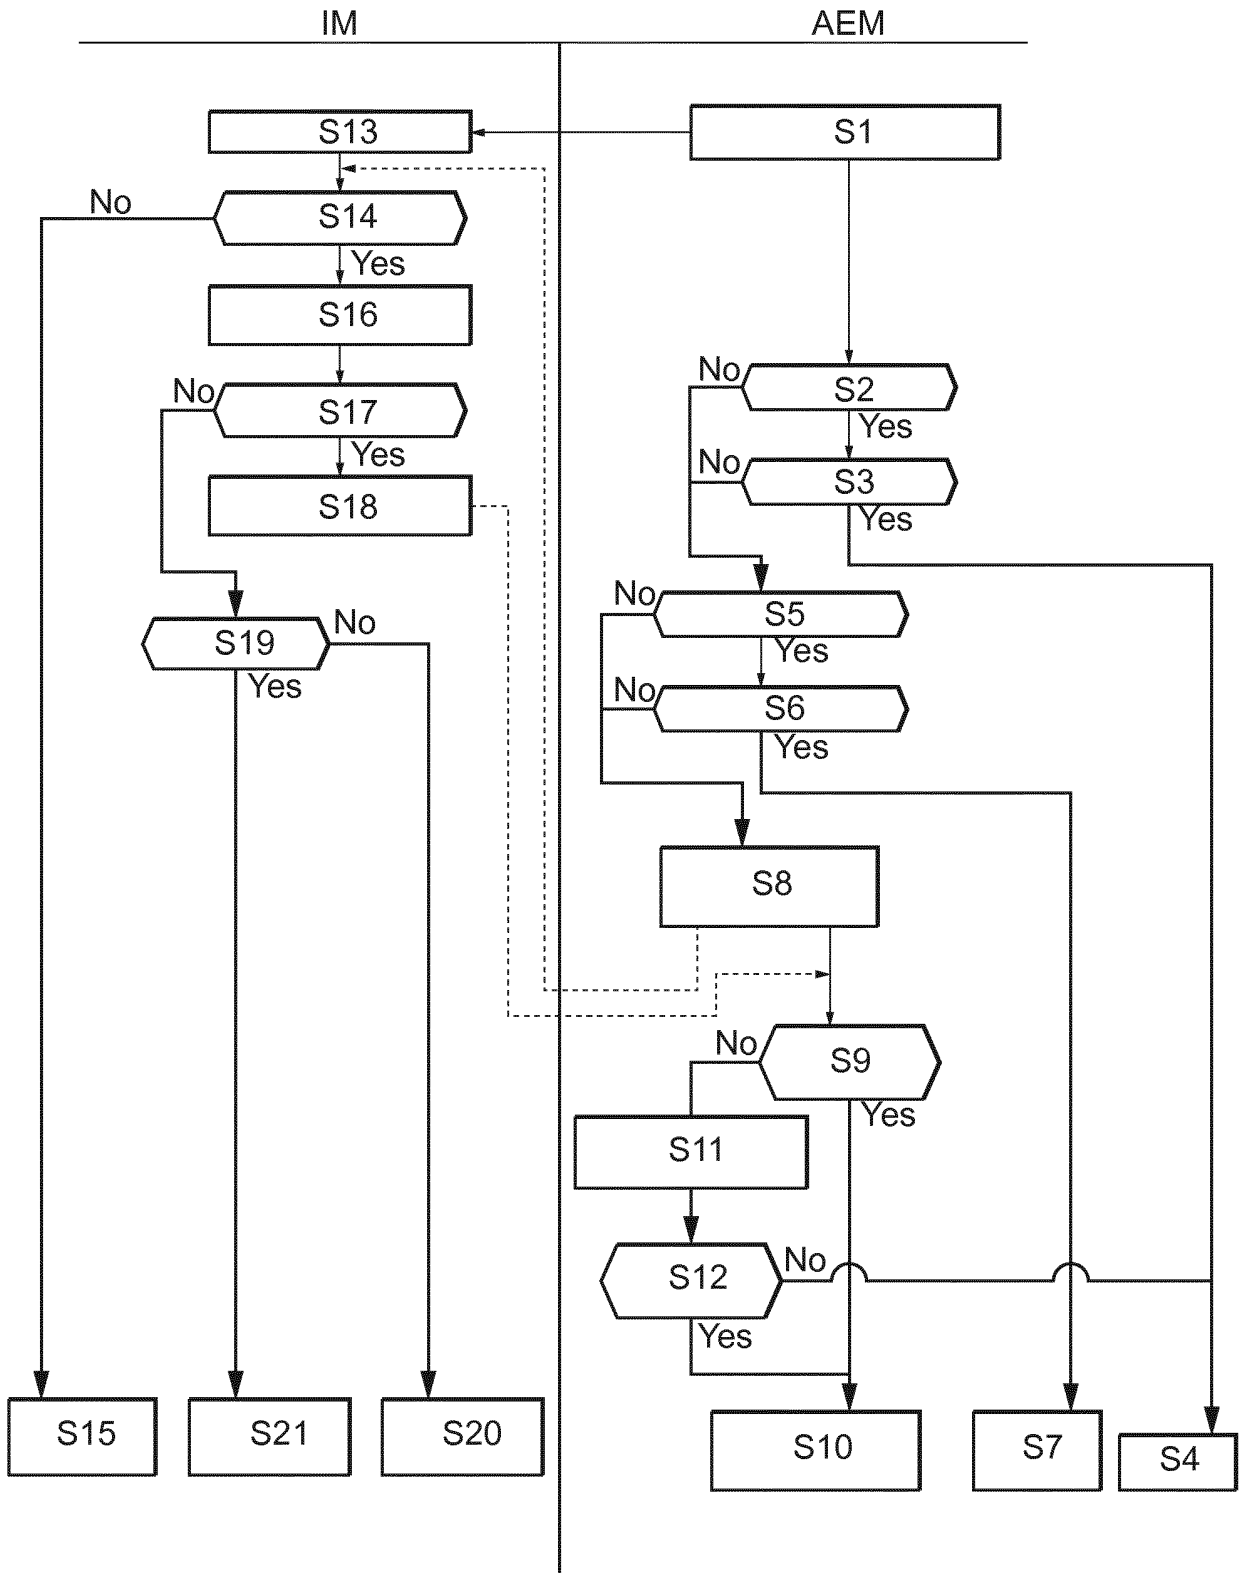 IM AEM
S13 S1
No S14
Yes
S16
No S2
No S17 Yes
Yes No S3
S18 Yes
No S5
S19 No Yes
Yes No S6
Yes
S8
No S9
Yes
S11
S12 No
Yes
S15 S21 S20 S10 S7 S4